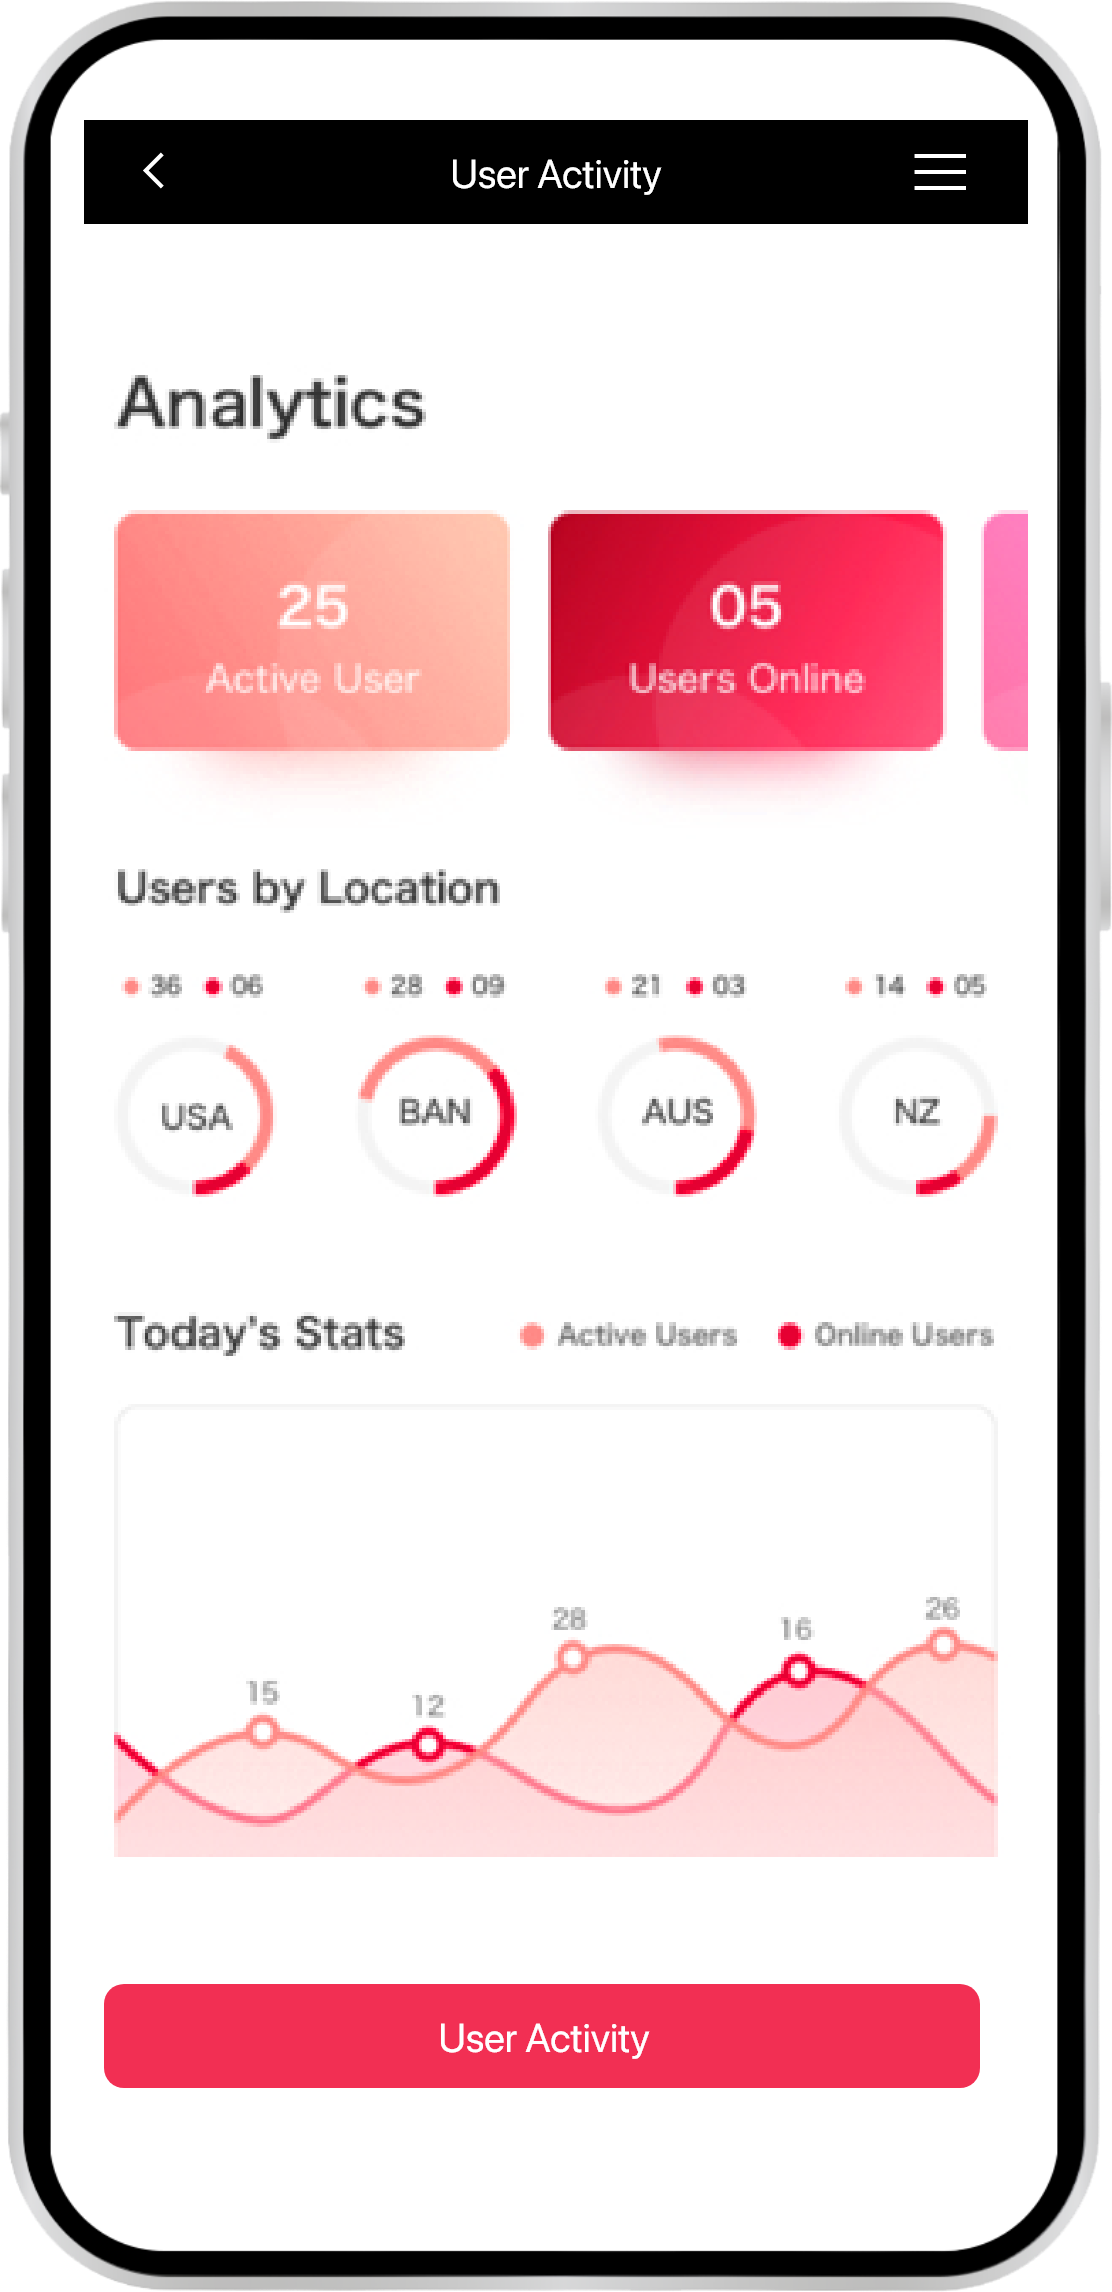 User Activity
Analytics
25
Active User
05
Users Online
Users by Location
36 06
28 09
21 03
14 05
USA
BAN
AUS
NZ
Today's Stats
Active Users
Online Users
15
12
28
16
26
User Activity